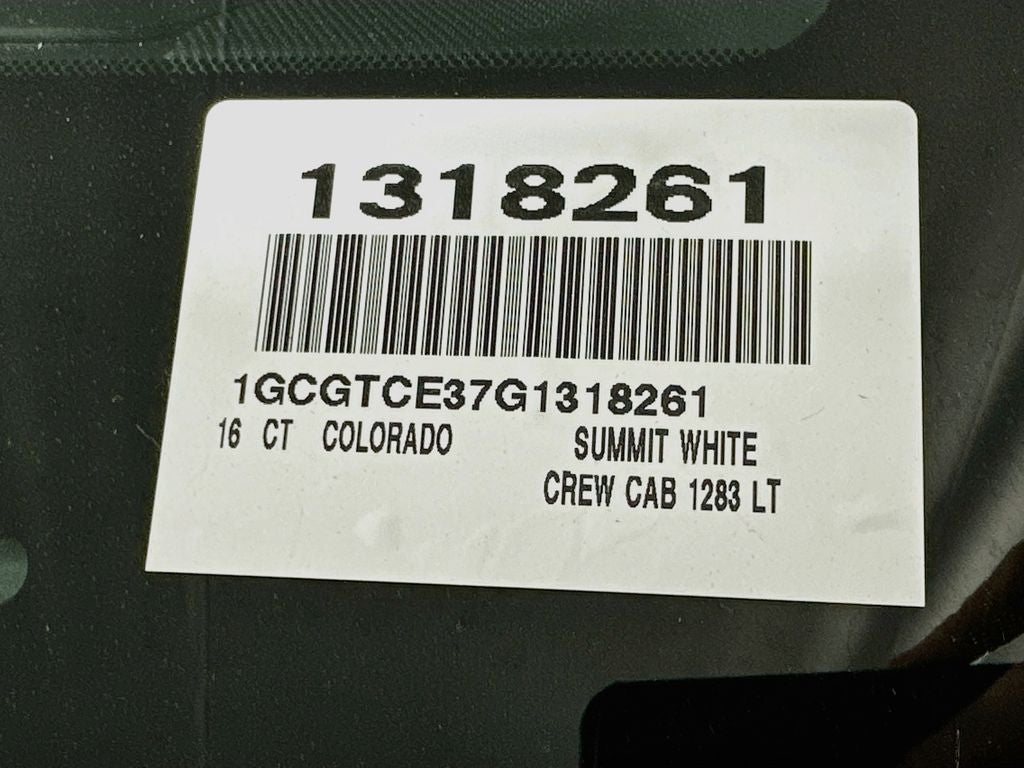 1318261
1GCGTCE37G1318261
16 CT COLORADO SUMMIT WHITE
CREW CAB 1283 LT